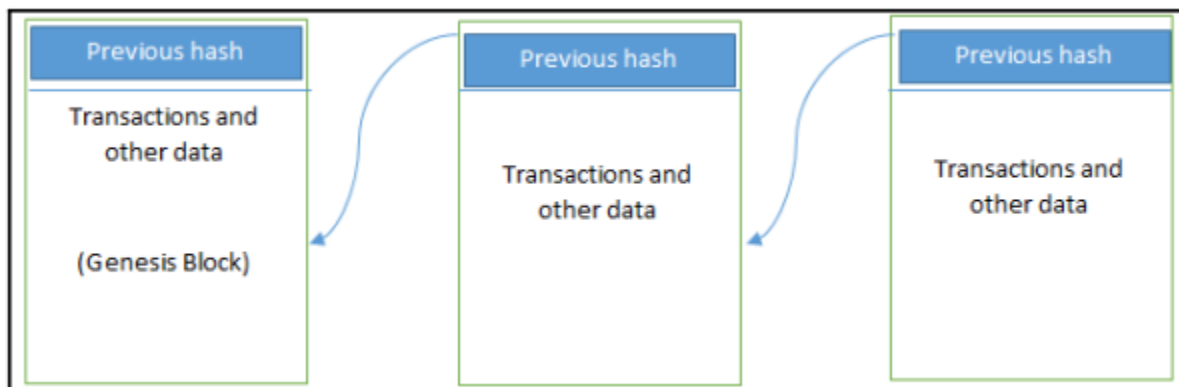 Previous hash
Transactions and
other data
(Genesis Block)
Previous hash
Transactions and
other data
Previous hash
Transactions and
other data